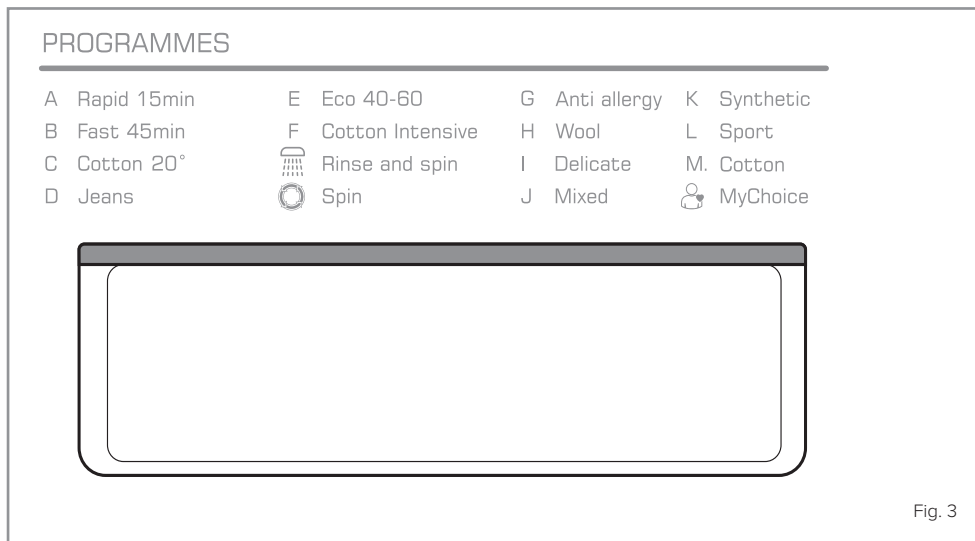 PROGRAMMES
A Rapid 15min E Eco 40-60 G Anti allergy K Synthetic
B Fast 45min F Cotton Intensive H Wool L Sport
C Cotton 20° Rinse and spin I Delicate M. Cotton
D Jeans Spin J Mixed MyChoice
Fig. 3